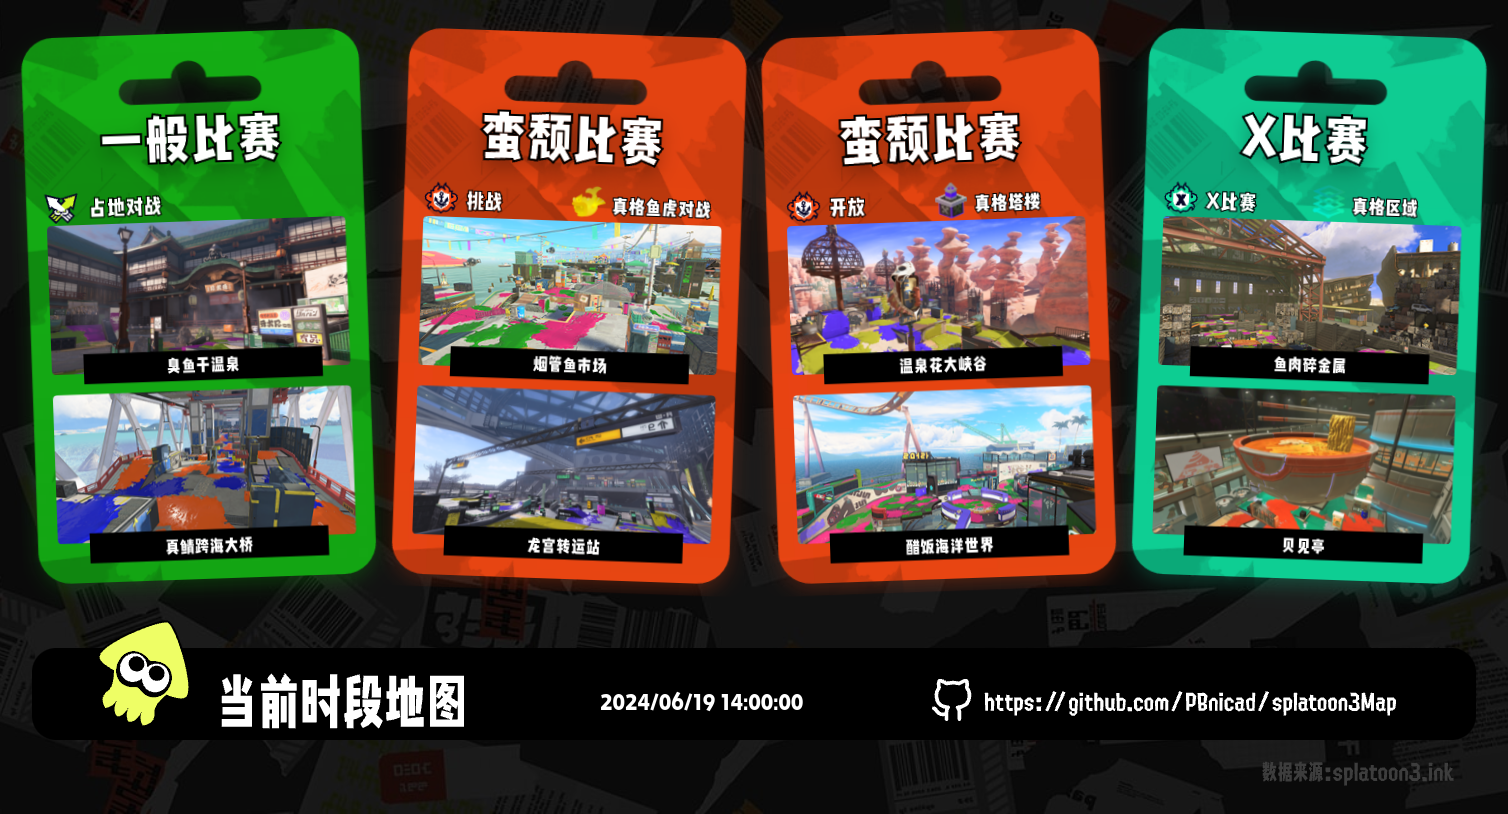 一般比赛
占地对战
臭鱼干温泉
真鲭跨海大桥
蛮颓比赛
挑战
真格鱼虎对战
烟管鱼市场
龙宫转运站
蛮颓比赛
开放
真格塔楼
温泉花大峡谷
醋饭海洋世界
X比赛
X比赛
真格区域
鱼肉碎金属
贝见亭
当前时段地图
2024/06/19 14:00:00
https://github.com/PBnicad/splatoon3Map
数据来源:splatoon3.ink